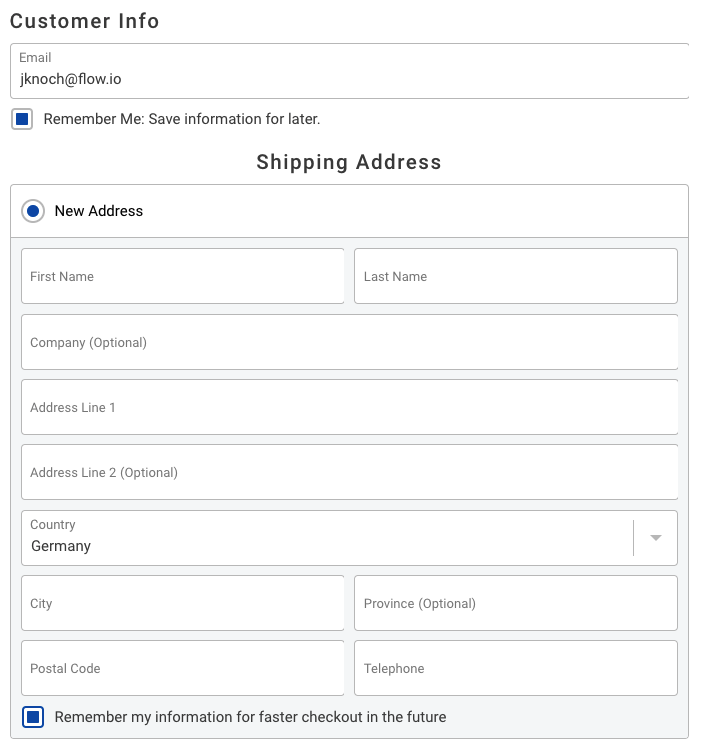 Customer Info
Email
jknoch@flow.io
Remember Me: Save information for later.
Shipping Address
New Address
First Name
Last Name
Company (Optional)
Address Line 1
Address Line 2 (Optional)
Country
Germany
City
Province (Optional)
Postal Code
Telephone
Remember my information for faster checkout in the future